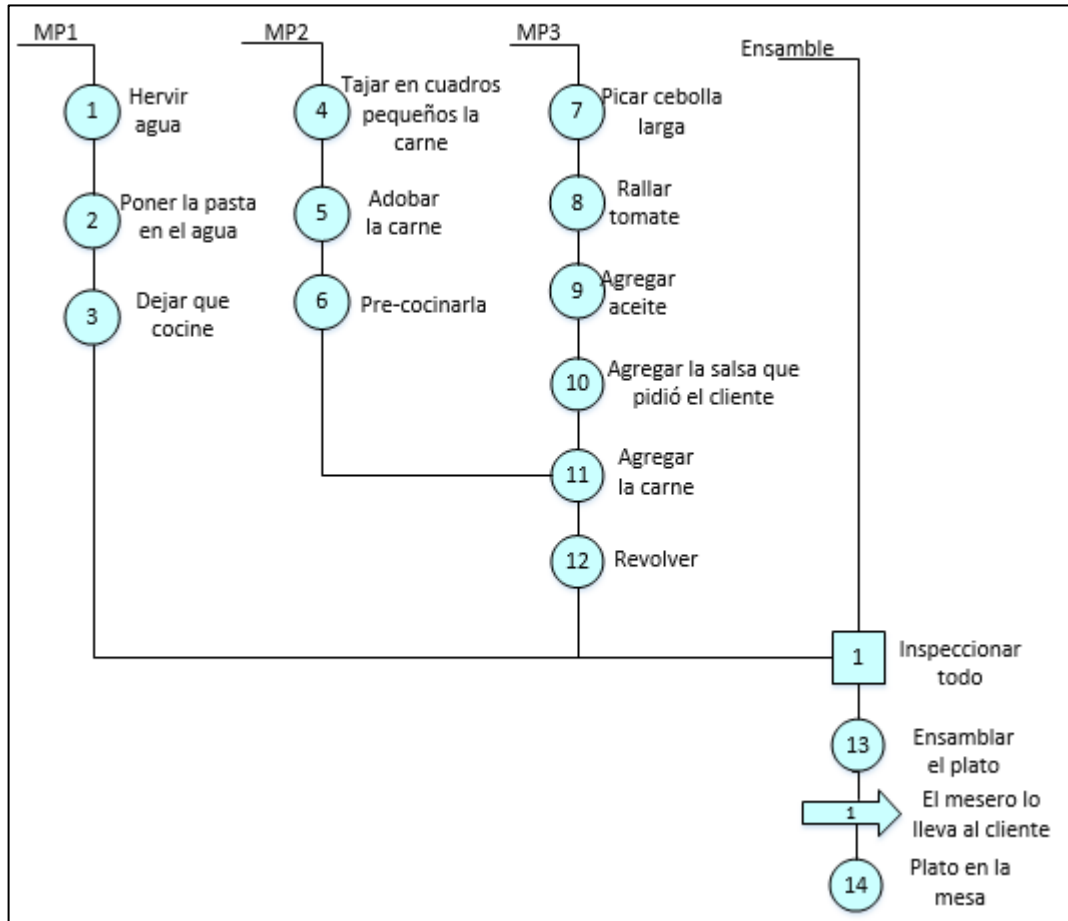 MP1
1
Hervir
agua
2
Poner la pasta
en el agua
3
Dejar que
cocine
MP2
4
Tajar en cuadros
pequeños la
carne
5
Adobar
la carne
6
Pre-cocinarla
MP3
7
Picar cebolla
larga
8
Rallar
tomate
9
Agregar
aceite
10
Agregar la salsa que
pidió el cliente
11
Agregar
la carne
12
Revolver
Ensamble
1
Inspeccionar
todo
13
Ensamblar
el plato
1
El mesero lo
lleva al cliente
14
Plato en la
mesa